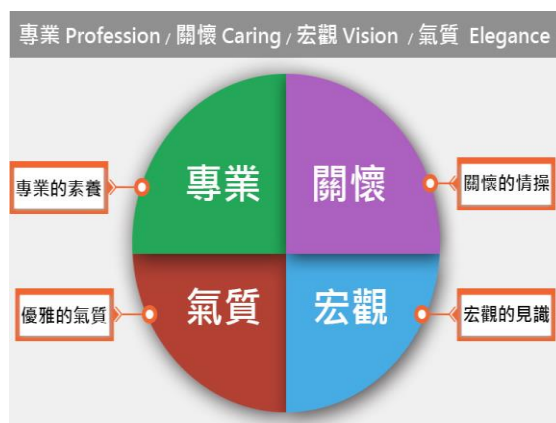 專業 Profession / 關懷 Caring / 宏觀 Vision / 氣質 Elegance
專業的素養
專業
關懷
關懷的情操
優雅的氣質
氣質
宏觀
宏觀的見識